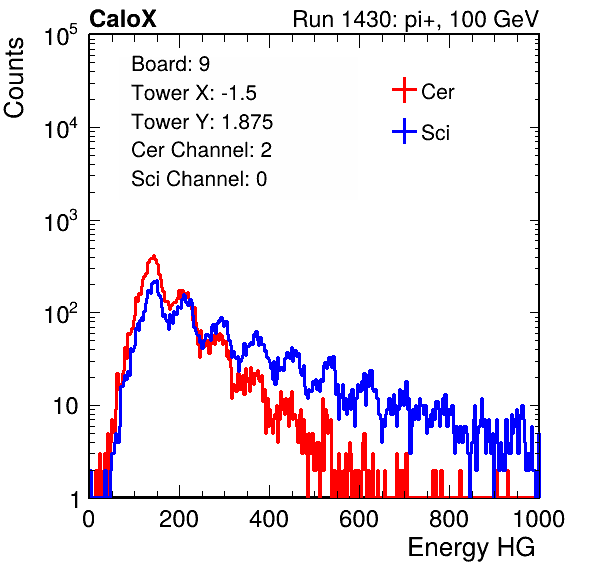 CaloX Run 1430: pi+, 100 GeV
Counts
Board: 9
Tower X: -1.5
Tower Y: 1.875
Cer Channel: 2
Sci Channel: 0
Cer
Sci
10^5
10^4
10^3
10^2
10
1
0 200 400 600 800 1000
Energy HG